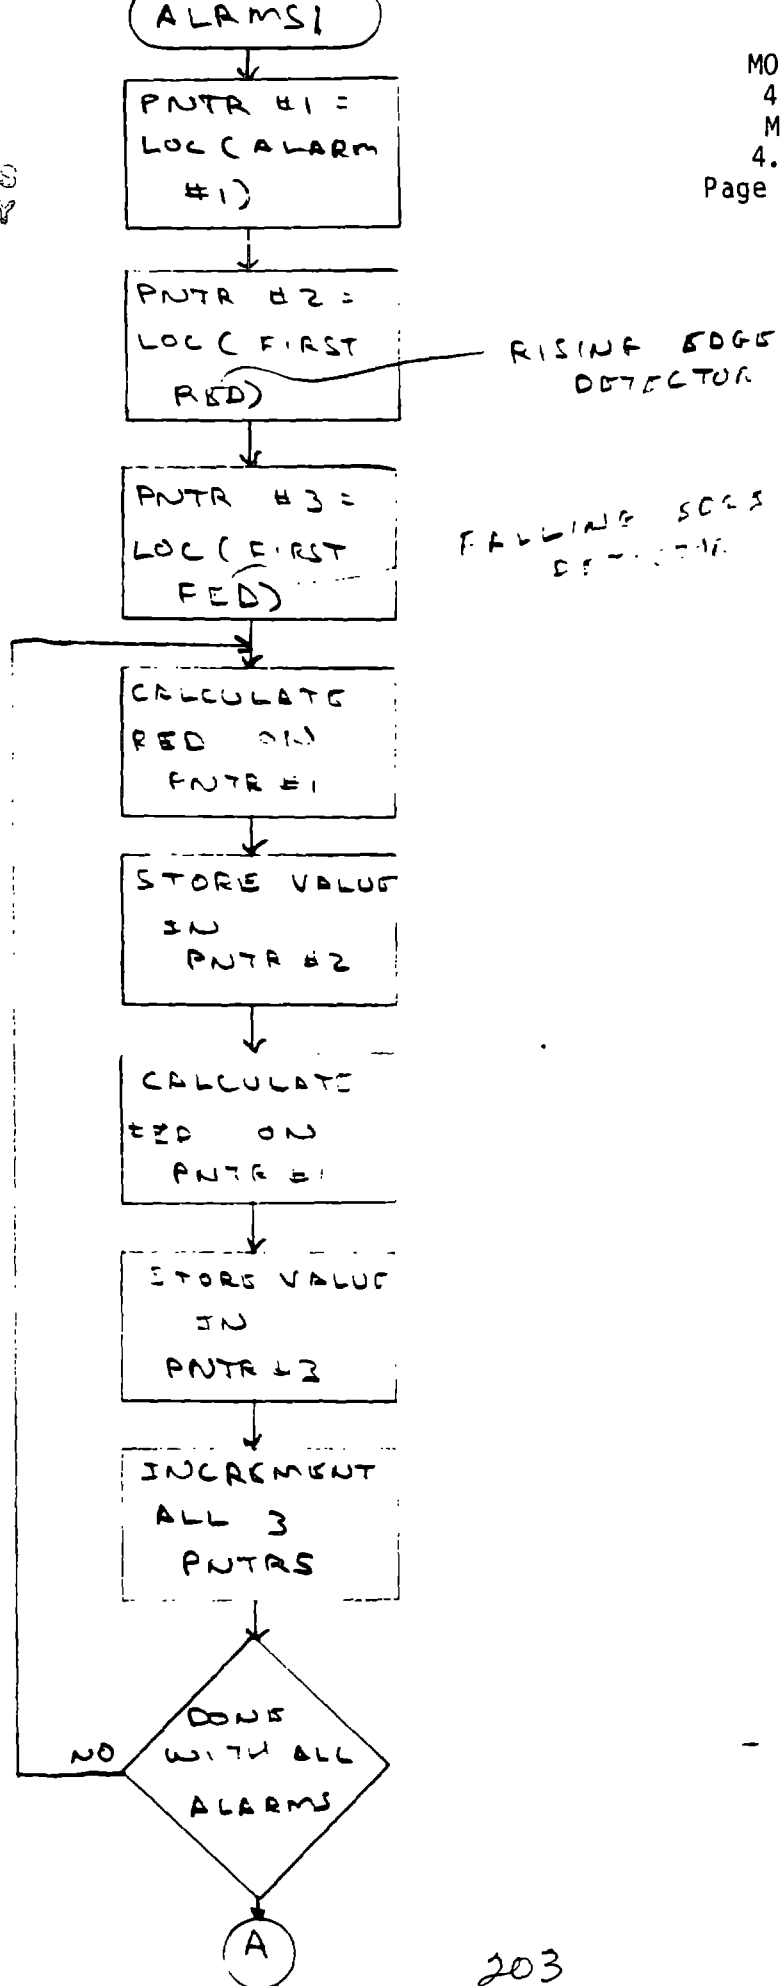 ALRMS1
MO
4
M
4.
Page
PNTR #1 =
LOC ( ALARM
#1)
PNTR #2 =
LOC ( FIRST
RED)
RISING EDGE
DETECTOR
PNTR #3 =
LOC ( FIRST
FED)
FALLING
CALCULATE
RED ON
PNTR #1
STORE VALUE
IN
PNTR #2
CALCULATE
FED ON
PNTR #1
STORE VALUE
IN
PNTR #3
INCREMENT
ALL 3
PNTRS
DONE
WITH ALL
ALARMS
NO
A
203